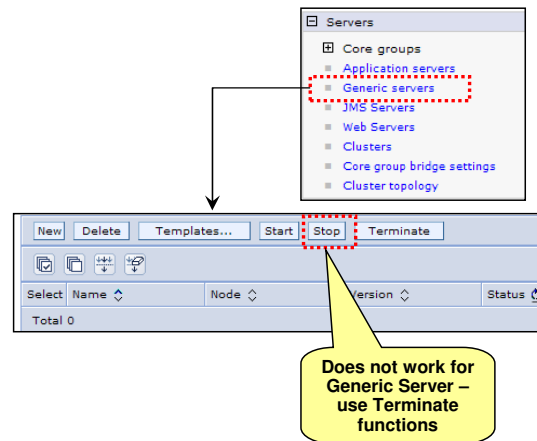 Servers
Core groups
Application servers
Generic servers
JMS Servers
Web Servers
Clusters
Core group bridge settings
Cluster topology
New Delete Templates... Start Stop Terminate
Select Name Node Version Status
Total 0
Does not work for
Generic Server –
use Terminate
functions